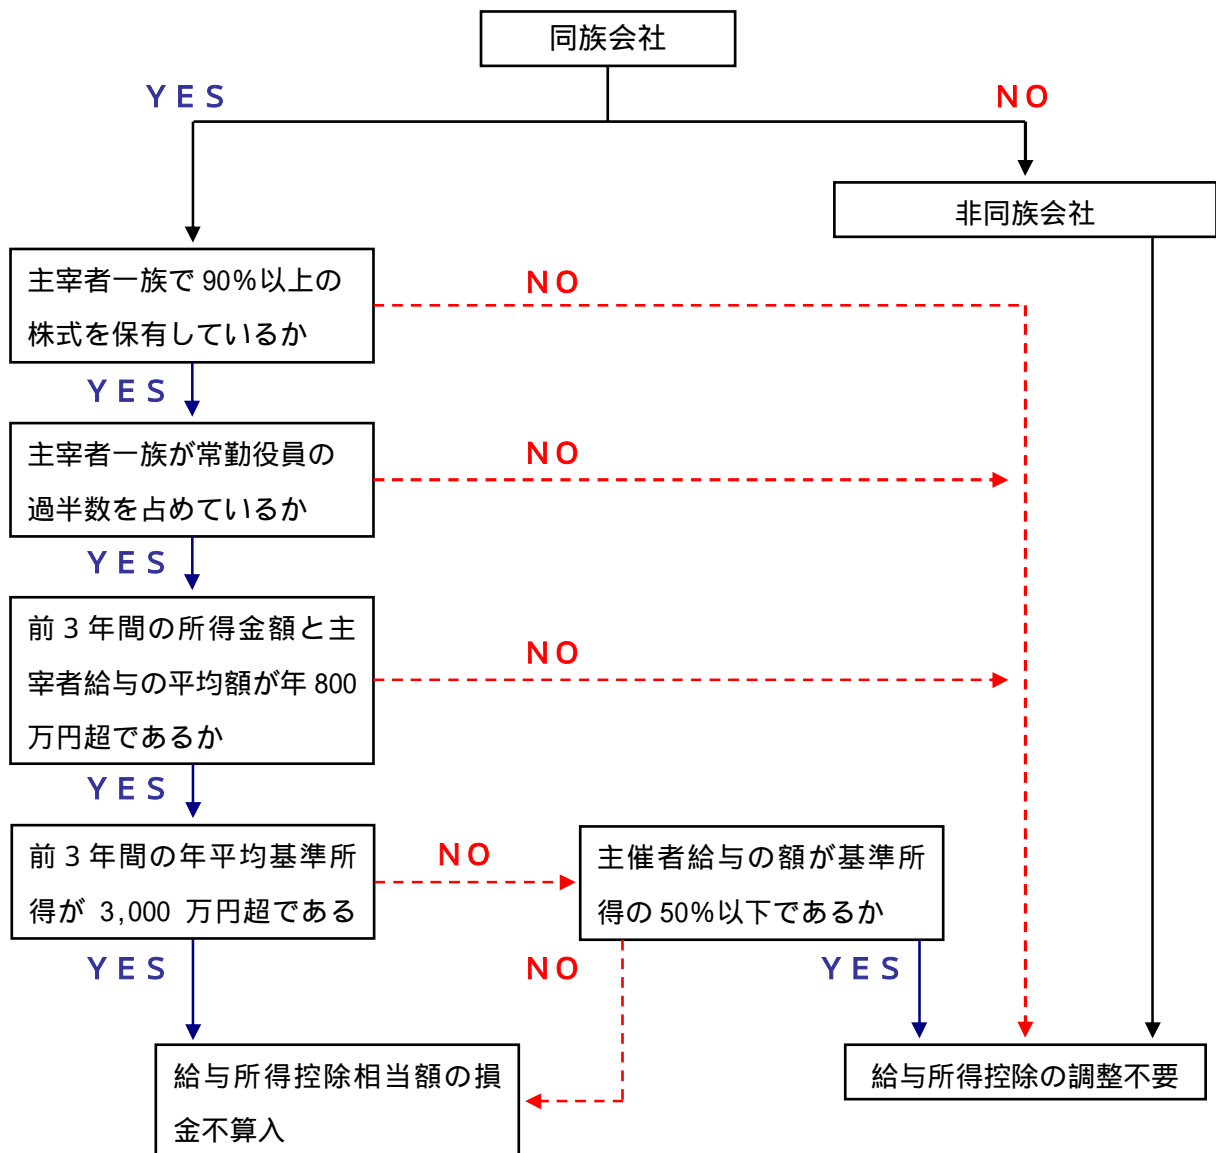 同族会社
ＹＥＳ
ＮＯ
非同族会社
主宰者一族で 90%以上の
株式を保有しているか
ＮＯ
ＹＥＳ
主宰者一族が常勤役員の
過半数を占めているか
ＮＯ
ＹＥＳ
前３年間の所得金額と主
宰者給与の平均額が年 800
万円超であるか
ＮＯ
ＹＥＳ
前３年間の年平均基準所
得が 3,000 万円超である
ＮＯ
主催者給与の額が基準所
得の 50%以下であるか
ＹＥＳ
ＮＯ
ＹＥＳ
給与所得控除相当額の損
金不算入
給与所得控除の調整不要